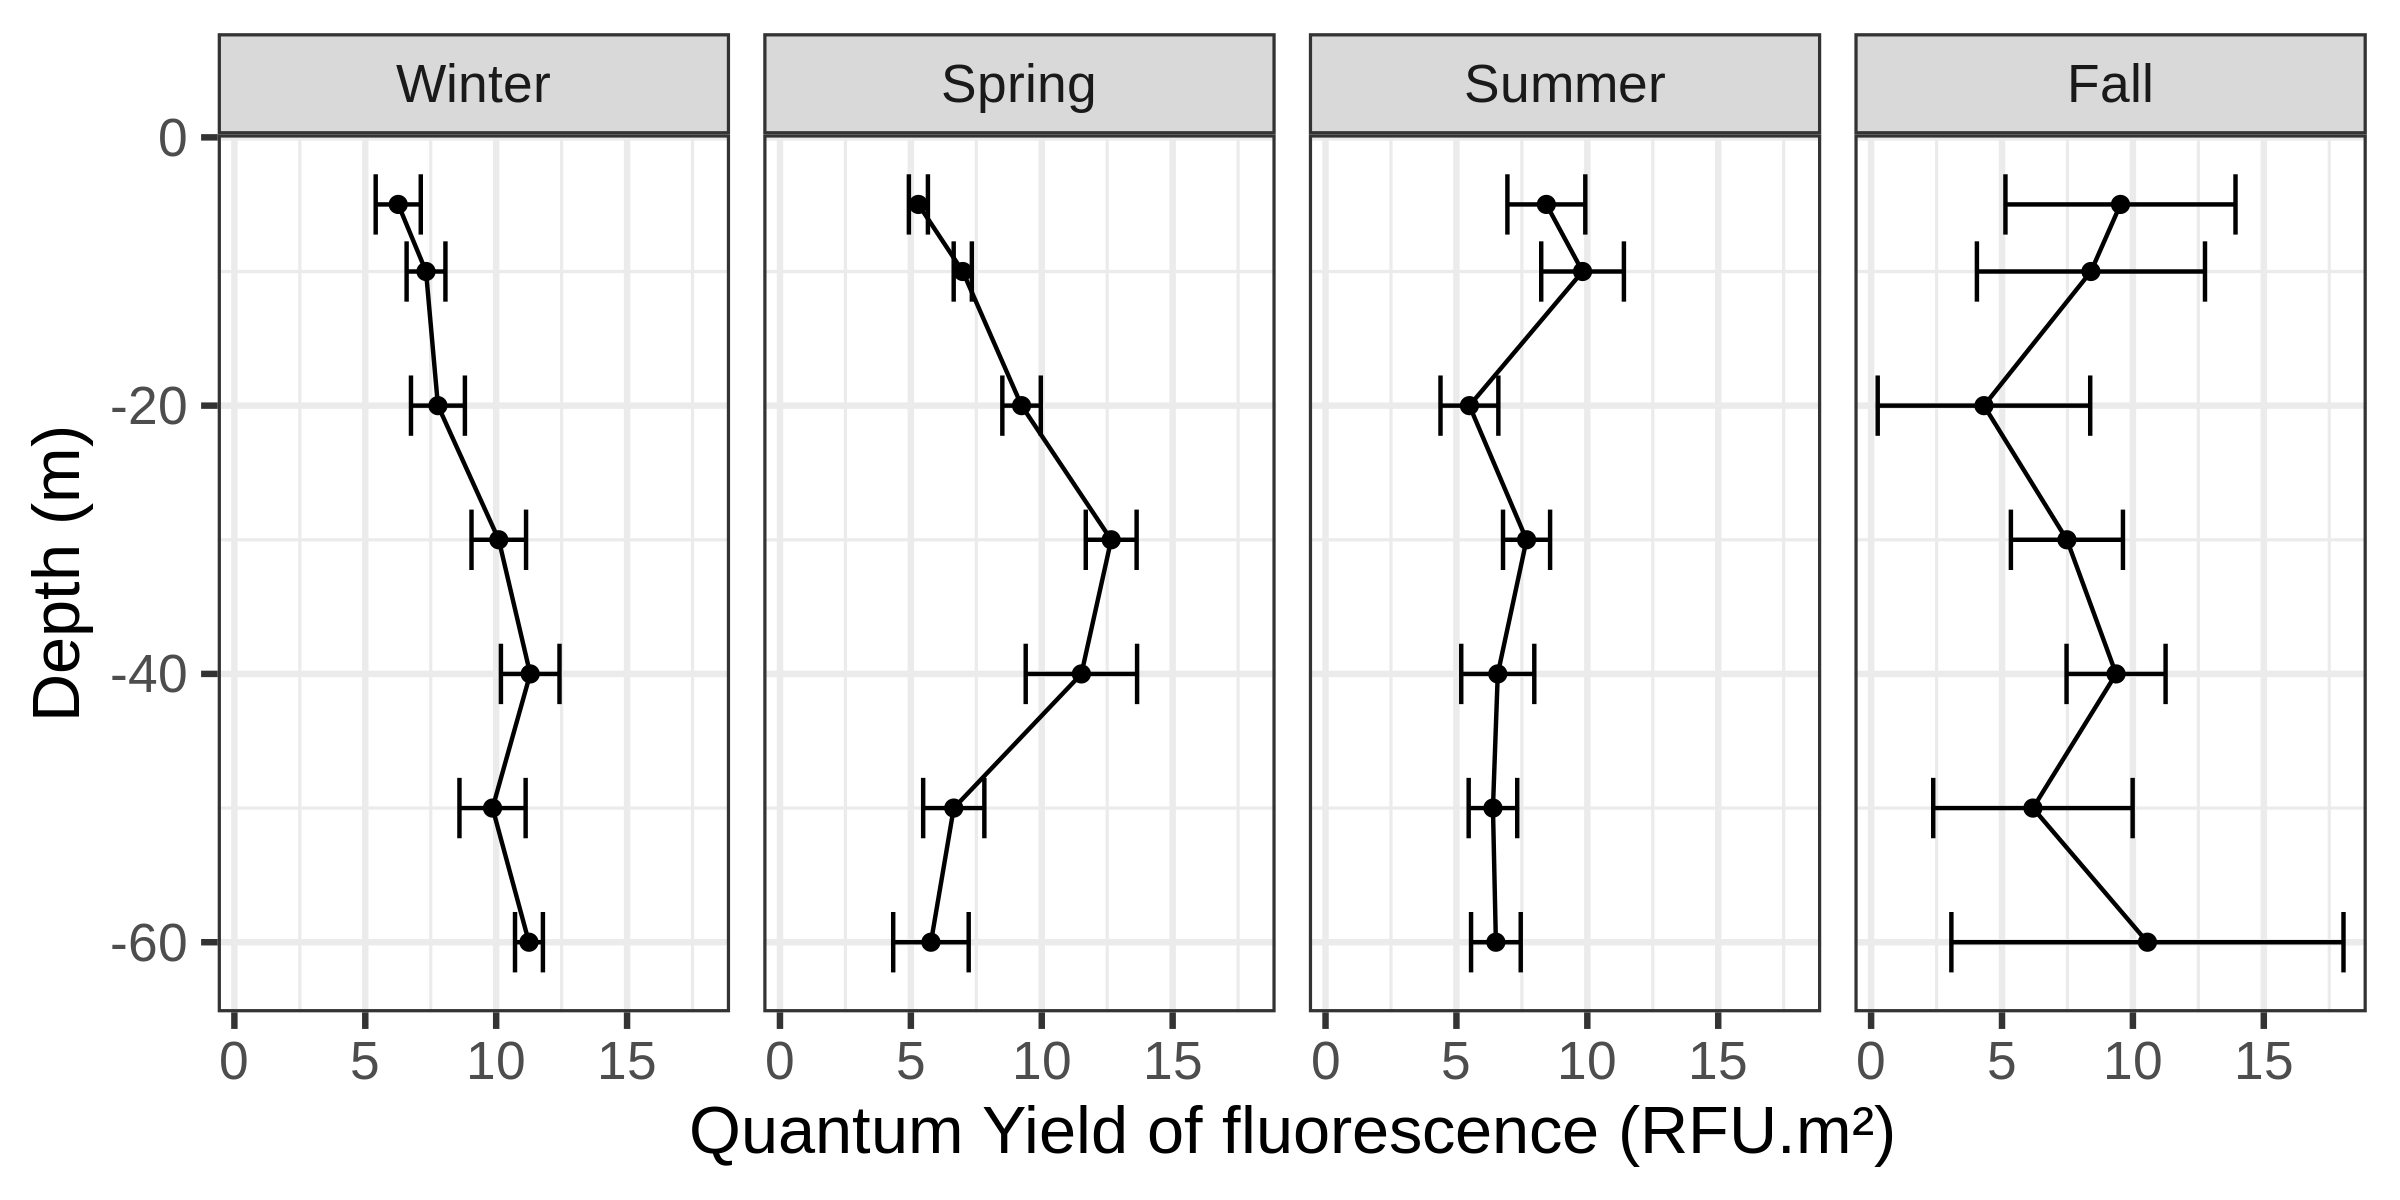 Winter Spring Summer Fall
0
-20
-40
-60
Depth (m)
0 5 10 15 0 5 10 15 0 5 10 15 0 5 10 15
Quantum Yield of fluorescence (RFU.m²)